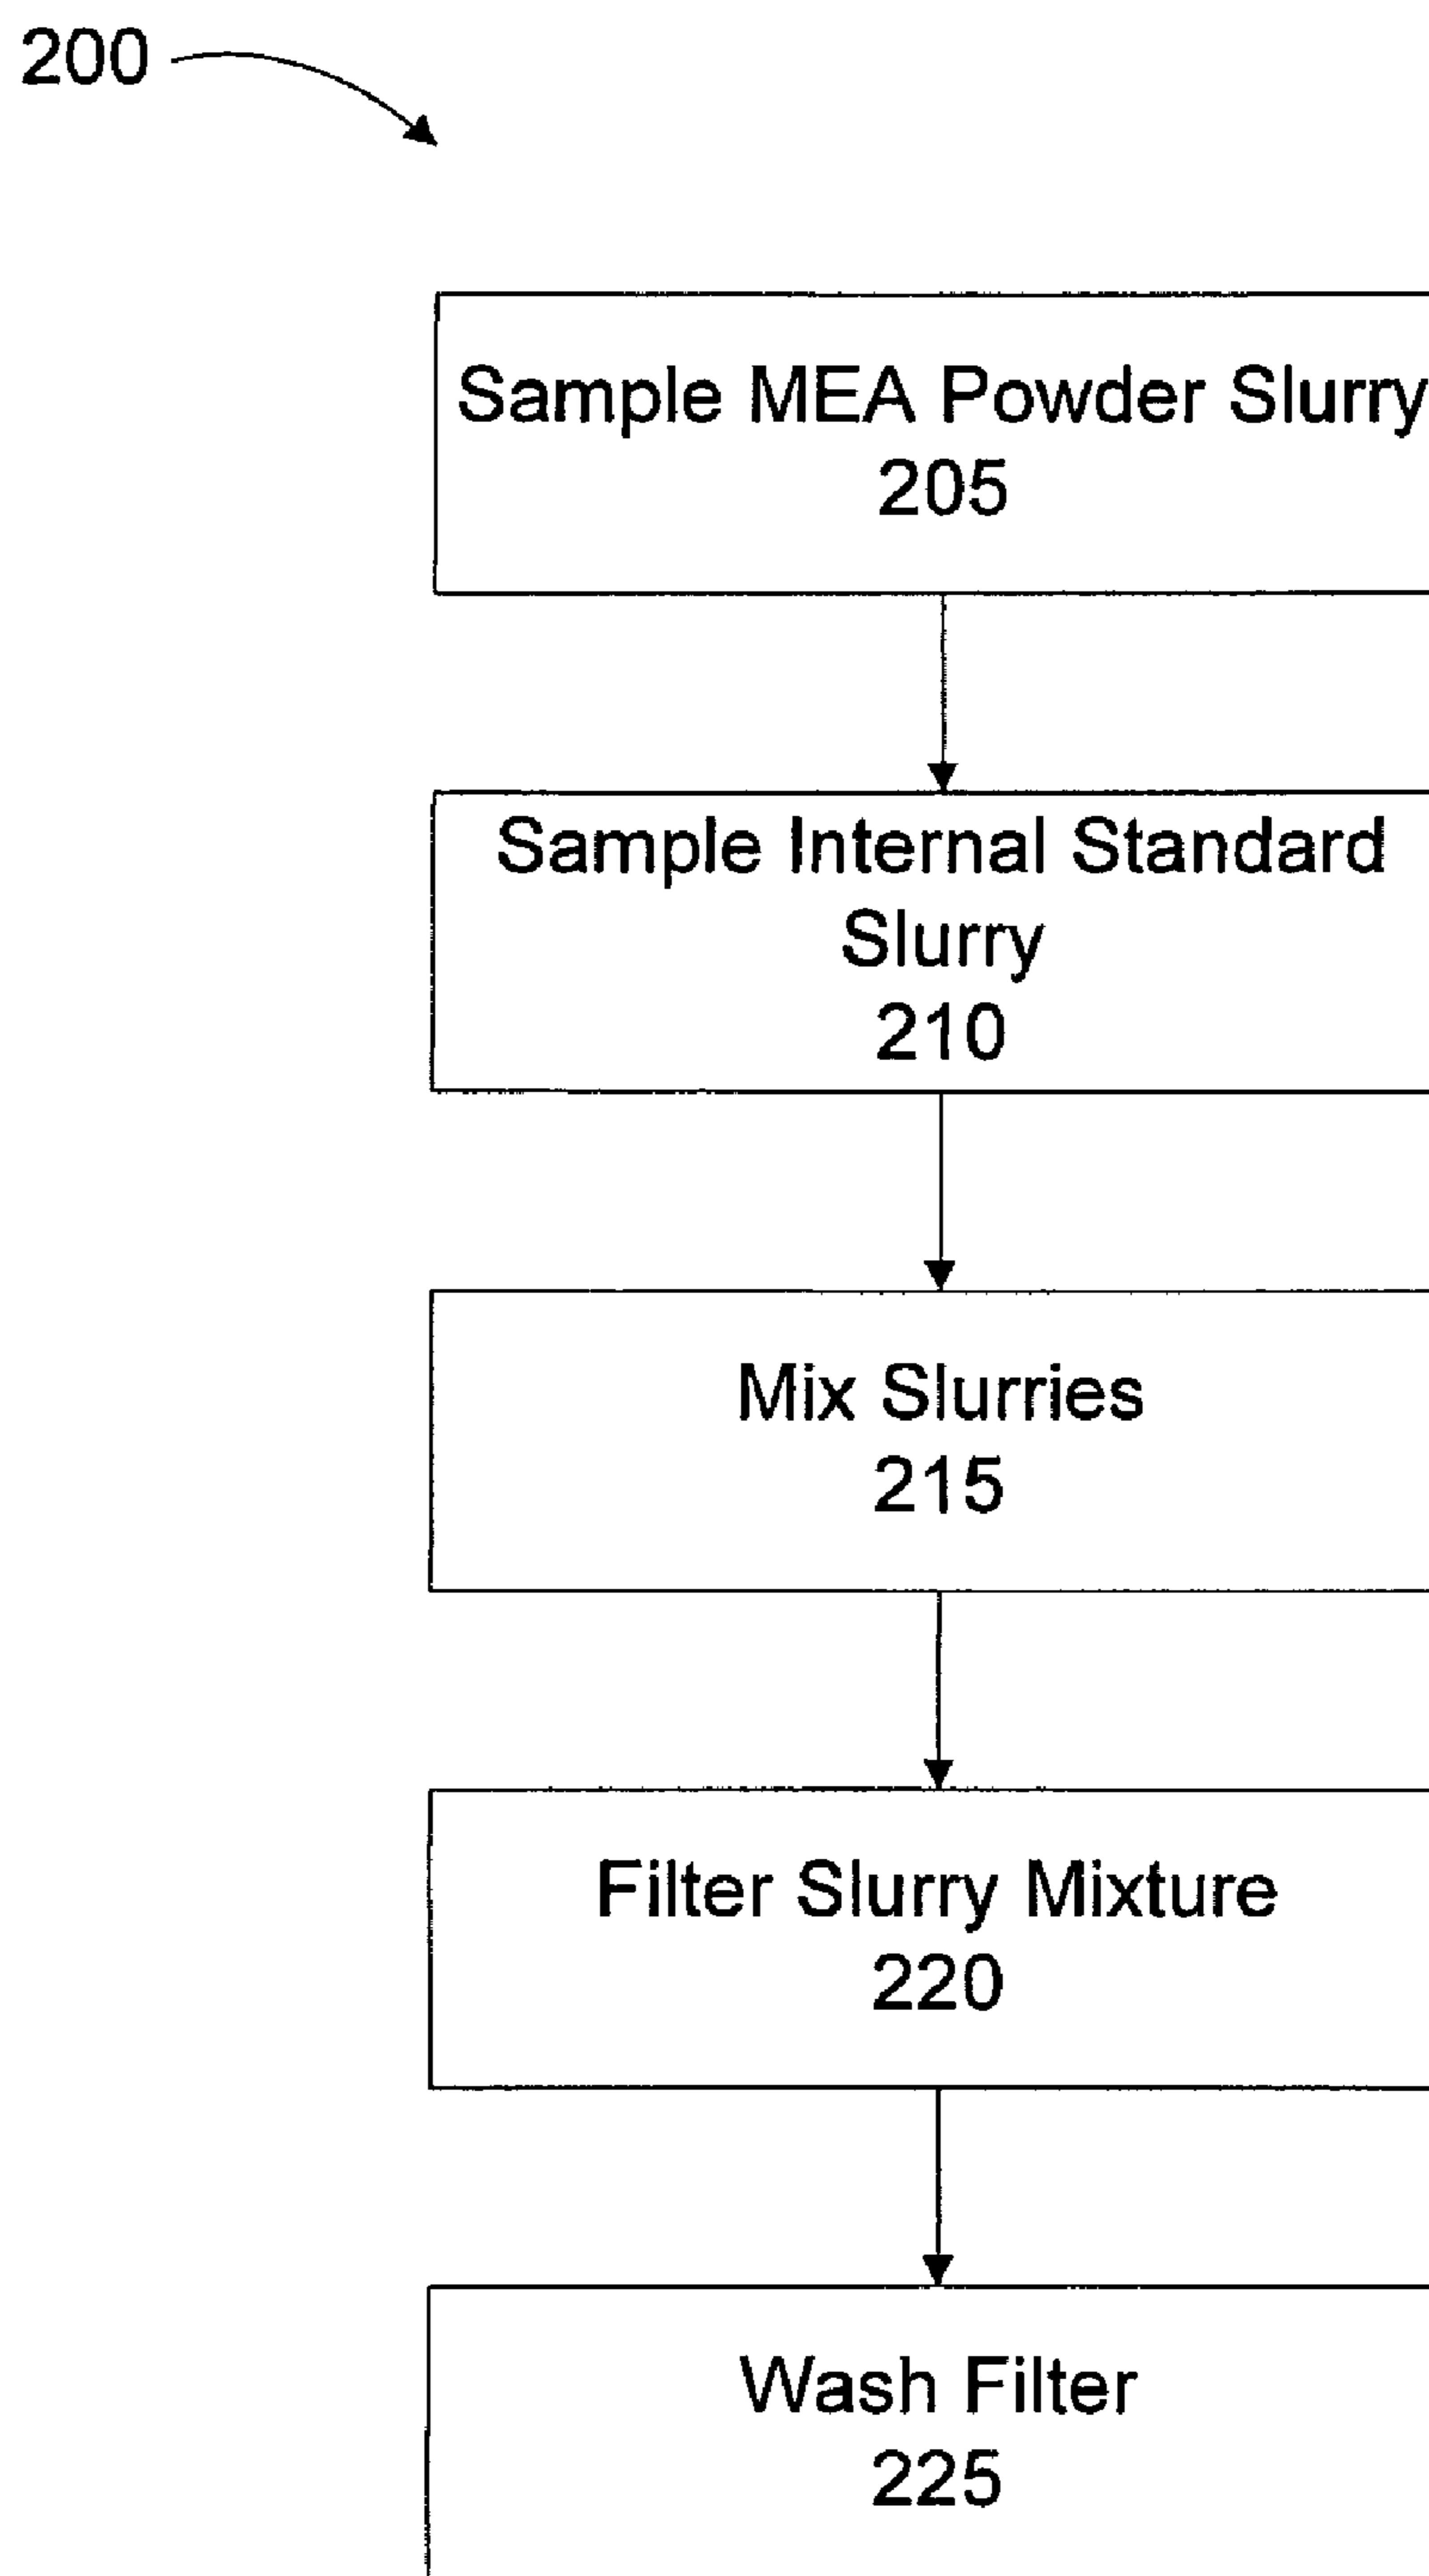 200
Sample MEA Powder Slurry
205
Sample Internal Standard
Slurry
210
Mix Slurries
215
Filter Slurry Mixture
220
Wash Filter
225